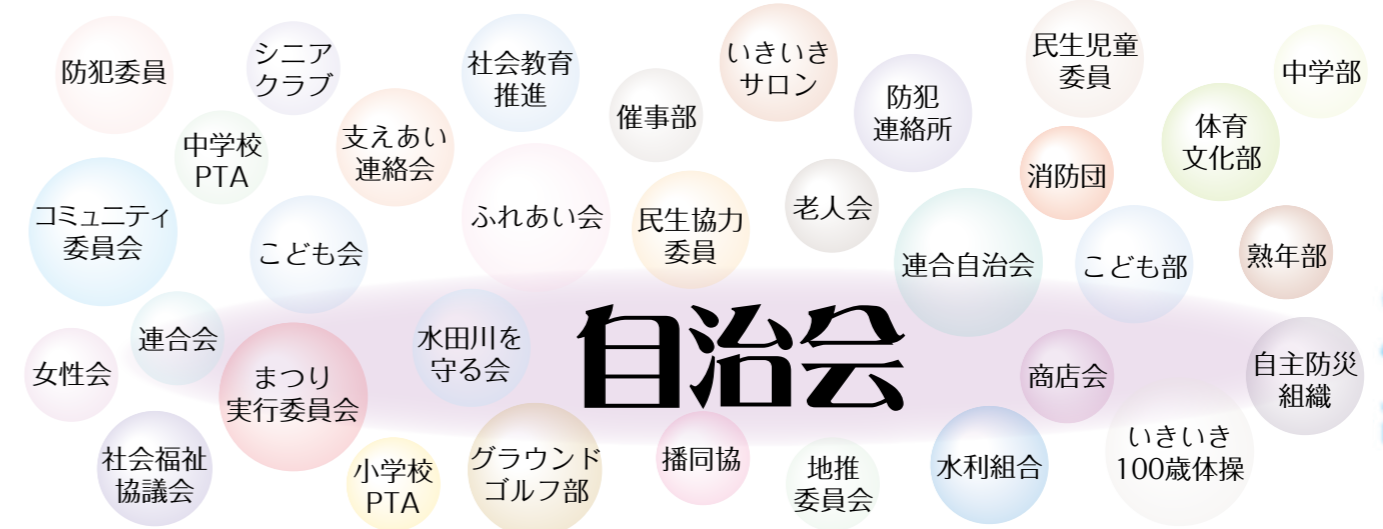 防犯委員
シニア
クラブ
社会教育
推進
いきいき
サロン
民生児童
委員
中学部
催事部
防犯
連絡所
体育
文化部
中学校
PTA
支えあい
連絡会
消防団
コミュニティ
委員会
こども会
ふれあい会
民生協力
委員
老人会
連合自治会
こども部
熟年部
連合会
水田川を
守る会
自治会
女性会
まつり
実行委員会
商店会
自主防災
組織
社会福祉
協議会
小学校
PTA
グラウンド
ゴルフ部
播同協
地推
委員会
水利組合
いきいき
100歳体操